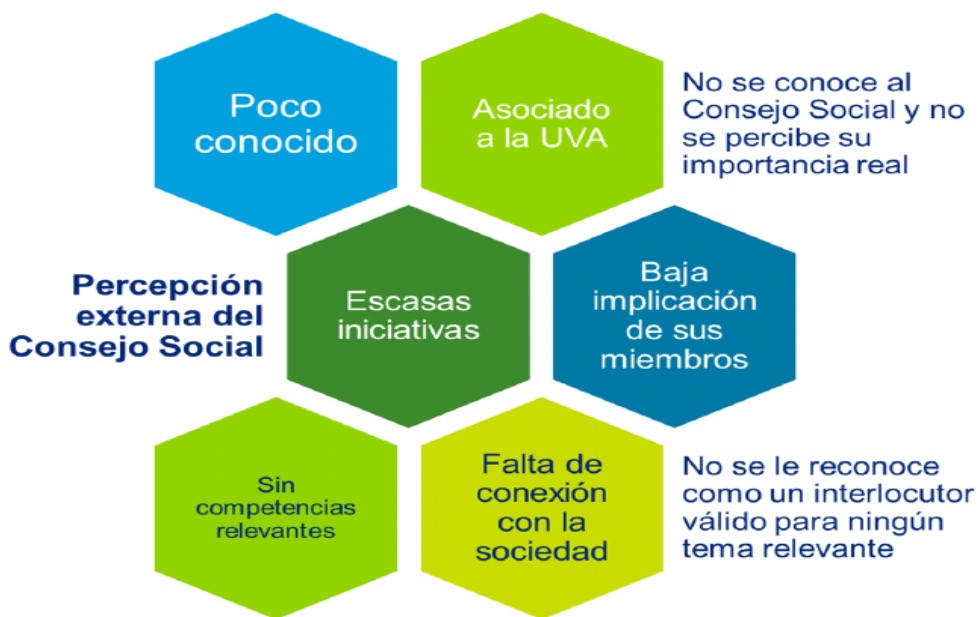 Poco
conocido
Asociado
a la UVA
No se conoce al
Consejo Social y no
se percibe su
importancia real
Percepción
externa del
Consejo Social
Escasas
iniciativas
Baja
implicación
de sus
miembros
Sin
competencias
relevantes
Falta de
conexión
con la
sociedad
No se le reconoce
como un interlocutor
válido para ningún
tema relevante